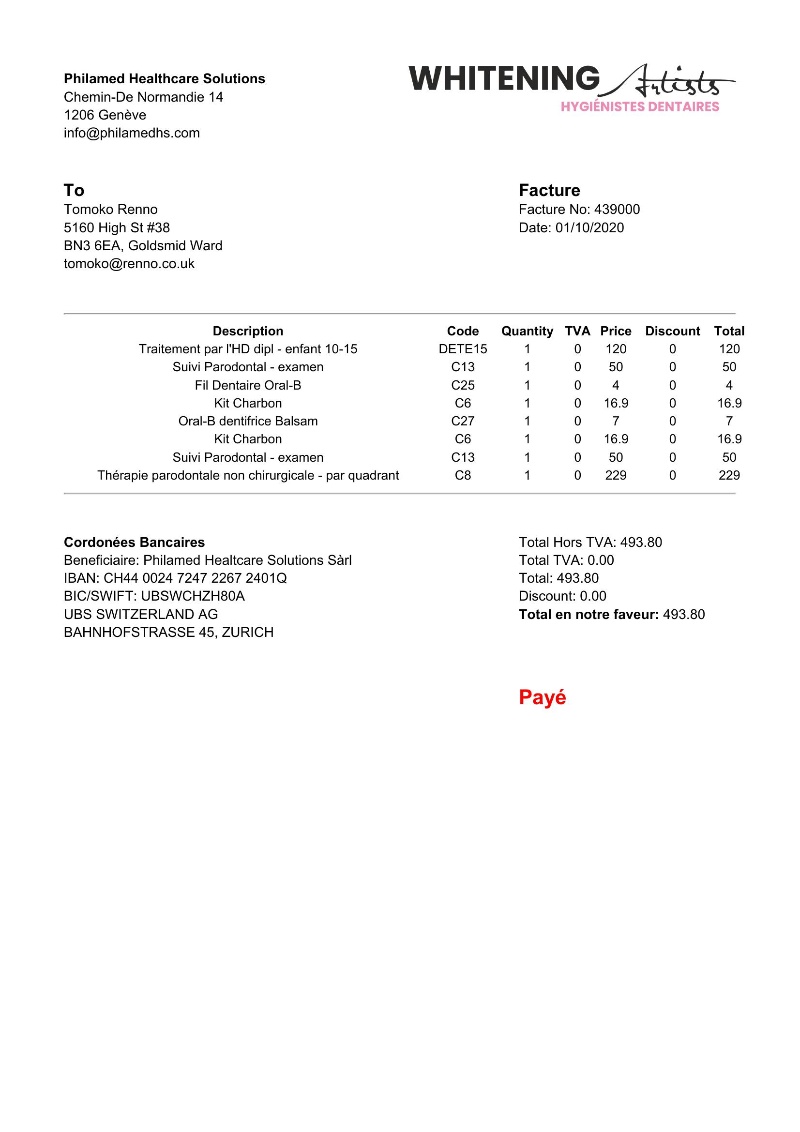 Philamed Healthcare Solutions
Chemin-De Normandie 14
1206 Genève
info@philamedhs.com
WHITENING Artists
HYGIÉNISTES DENTAIRES
To
Tomoko Renno
5160 High St #38
BN3 6EA, Goldsmid Ward
tomoko@renno.co.uk
Facture
Facture No: 439000
Date: 01/10/2020
Description Code Quantity TVA Price Discount Total
Traitement par l'HD dipl - enfant 10-15 DETE15 1 0 120 0 120
Suivi Parodontal - examen C13 1 0 50 0 50
Fil Dentaire Oral-B C25 1 0 4 0 4
Kit Charbon C6 1 0 16.9 0 16.9
Oral-B dentifrice Balsam C27 1 0 7 0 7
Kit Charbon C6 1 0 16.9 0 16.9
Suivi Parodontal - examen C13 1 0 50 0 50
Thérapie parodontale non chirurgicale - par quadrant C8 1 0 229 0 229
Cordonées Bancaires
Beneficiaire: Philamed Healtcare Solutions Sàrl
IBAN: CH44 0024 7247 2267 2401Q
BIC/SWIFT: UBSWCHZH80A
UBS SWITZERLAND AG
BAHNHOFSTRASSE 45, ZURICH
Total Hors TVA: 493.80
Total TVA: 0.00
Total: 493.80
Discount: 0.00
Total en notre faveur: 493.80
Payé